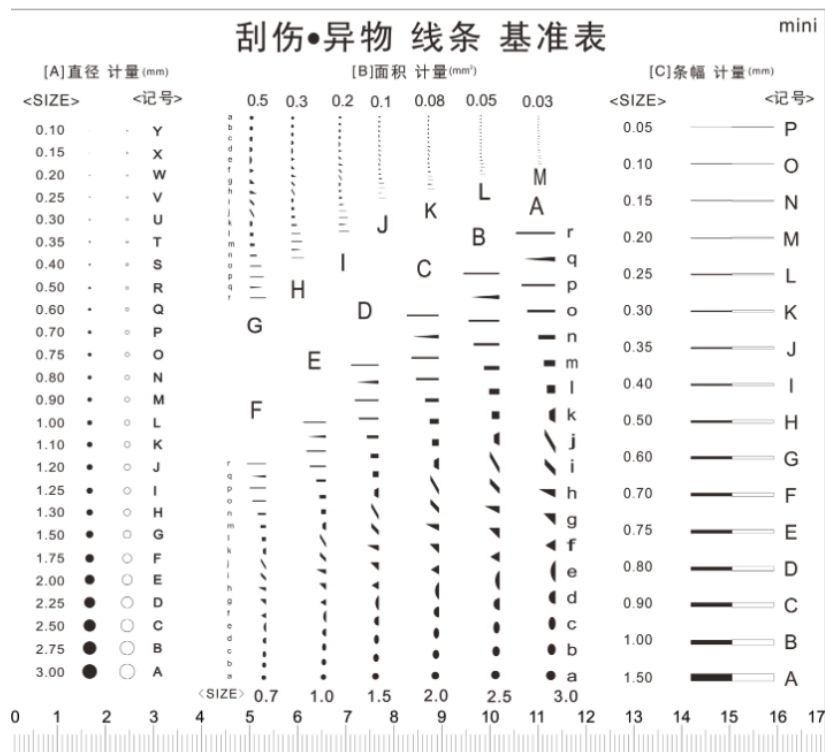 mini
刮伤•异物 线条 基准表
[A]直径 计量(mm)
<SIZE> <记号>
0.10 Y
0.15 X
0.20 W
0.25 V
0.30 U
0.35 T
0.40 S
0.50 R
0.60 Q
0.70 P
0.75 O
0.80 N
0.90 M
1.00 L
1.10 K
1.20 J
1.25 I
1.30 H
1.50 G
1.75 F
2.00 E
2.25 D
2.50 C
2.75 B
3.00 A
[B]面积 计量(mm²)
0.5 0.3 0.2 0.1 0.08 0.05 0.03
a
b
c
d
e
f
g
h
i
j
k
l
m
n
o
p
q
r
M
L
A
K
J
B
I
C
H
D
G
E
F
r
q
p
o
n
m
l
k
j
i
h
g
f
e
d
c
b
a
r
q
p
o
n
m
l
k
j
i
h
g
f
e
d
c
b
a
<SIZE> 0.7 1.0 1.5 2.0 2.5 3.0
[C]条幅 计量(mm)
<SIZE> <记号>
0.05 P
0.10 O
0.15 N
0.20 M
0.25 L
0.30 K
0.35 J
0.40 I
0.50 H
0.60 G
0.70 F
0.75 E
0.80 D
0.90 C
1.00 B
1.50 A
0 1 2 3 4 5 6 7 8 9 10 11 12 13 14 15 16 17